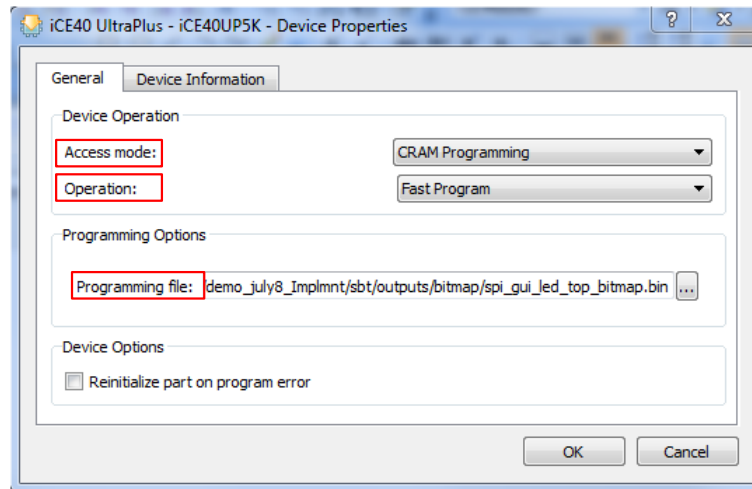 iCE40 UltraPlus - iCE40UP5K - Device Properties
General Device Information
Device Operation
Access mode: CRAM Programming
Operation: Fast Program
Programming Options
Programming file: /demo_july8_Implmnt/sbt/outputs/bitmap/spi_gui_led_top_bitmap.bin ...
Device Options
Reinitialize part on program error
OK Cancel